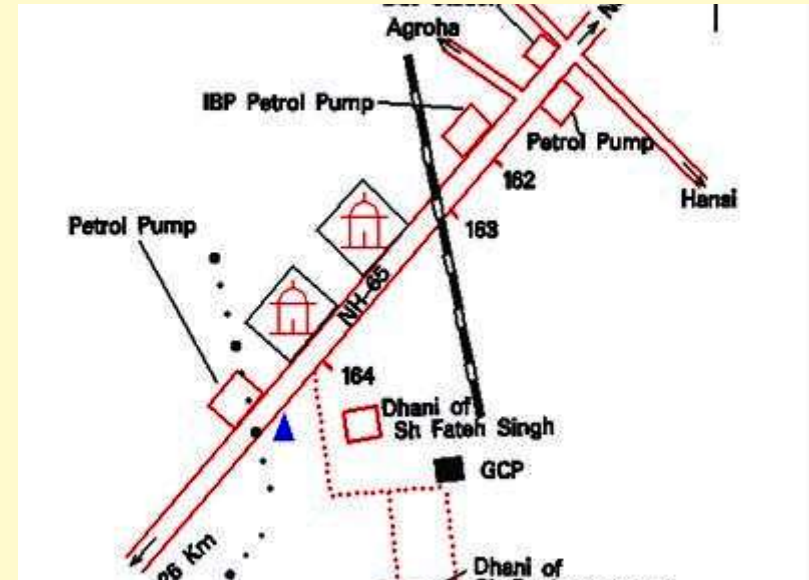 Agroha
IBP Petrol Pump
Petrol Pump
162
Hansi
163
Petrol Pump
NH-65
164
Dhani of
Sh Fateh Singh
GCP
26 Km
Dhani of